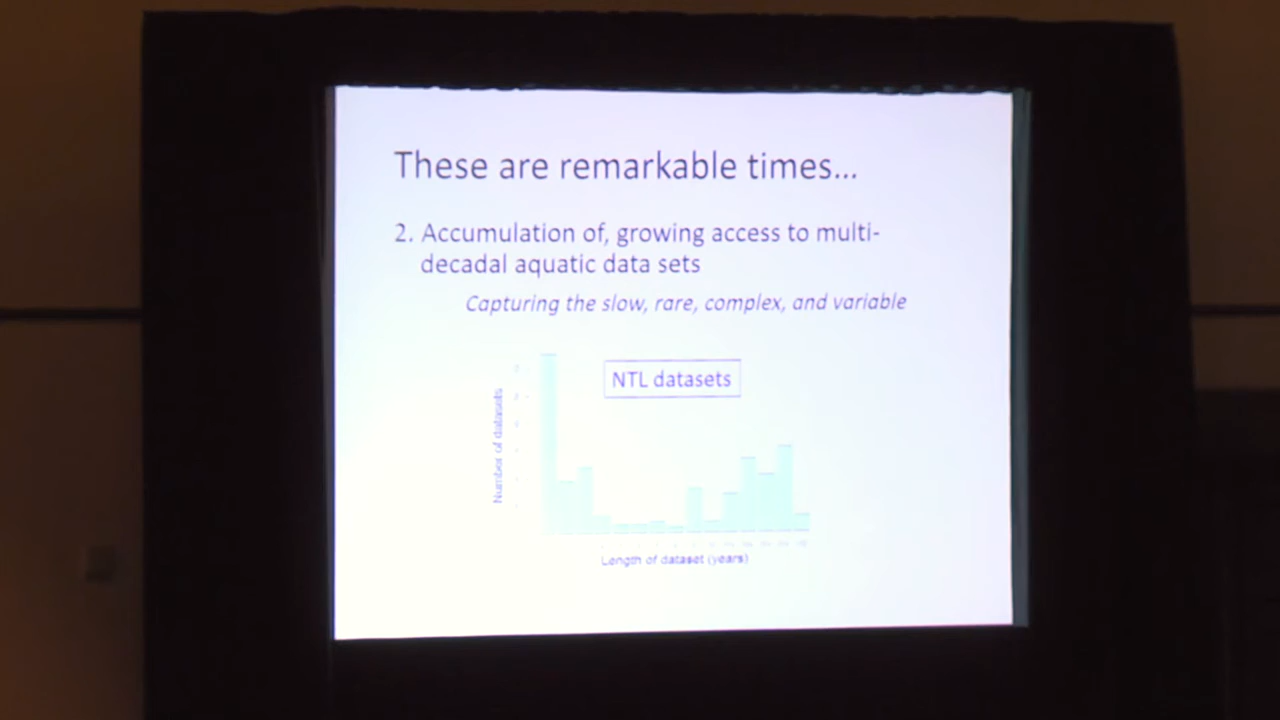 These are remarkable times...
2. Accumulation of, growing access to multi-
decadal aquatic data sets
Capturing the slow, rare, complex, and variable
NTL datasets
Number of datasets
Length of dataset (years)